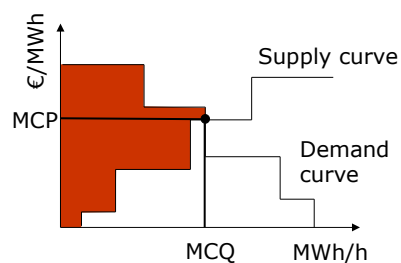 €/MWh
Supply curve
MCP
Demand
curve
MCQ
MWh/h